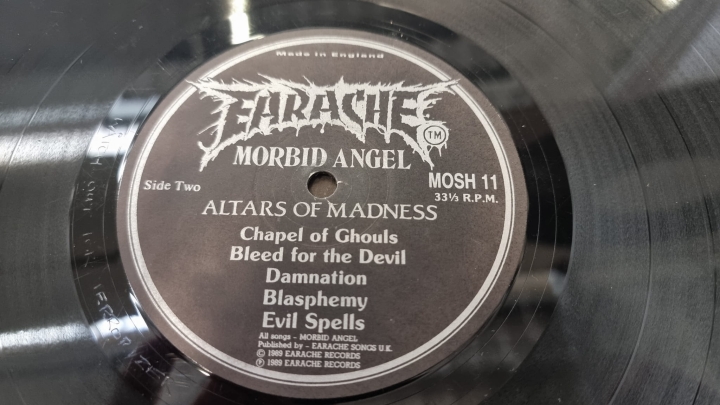 Made in England
EARACHE
TM
MORBID ANGEL
Side Two
MOSH 11
33⅓ R.P.M.
ALTARS OF MADNESS
Chapel of Ghouls
Bleed for the Devil
Damnation
Blasphemy
Evil Spells
All songs - MORBID ANGEL
Published by - EARACHE SONGS U.K.
© 1989 EARACHE RECORDS
℗ 1989 EARACHE RECORDS